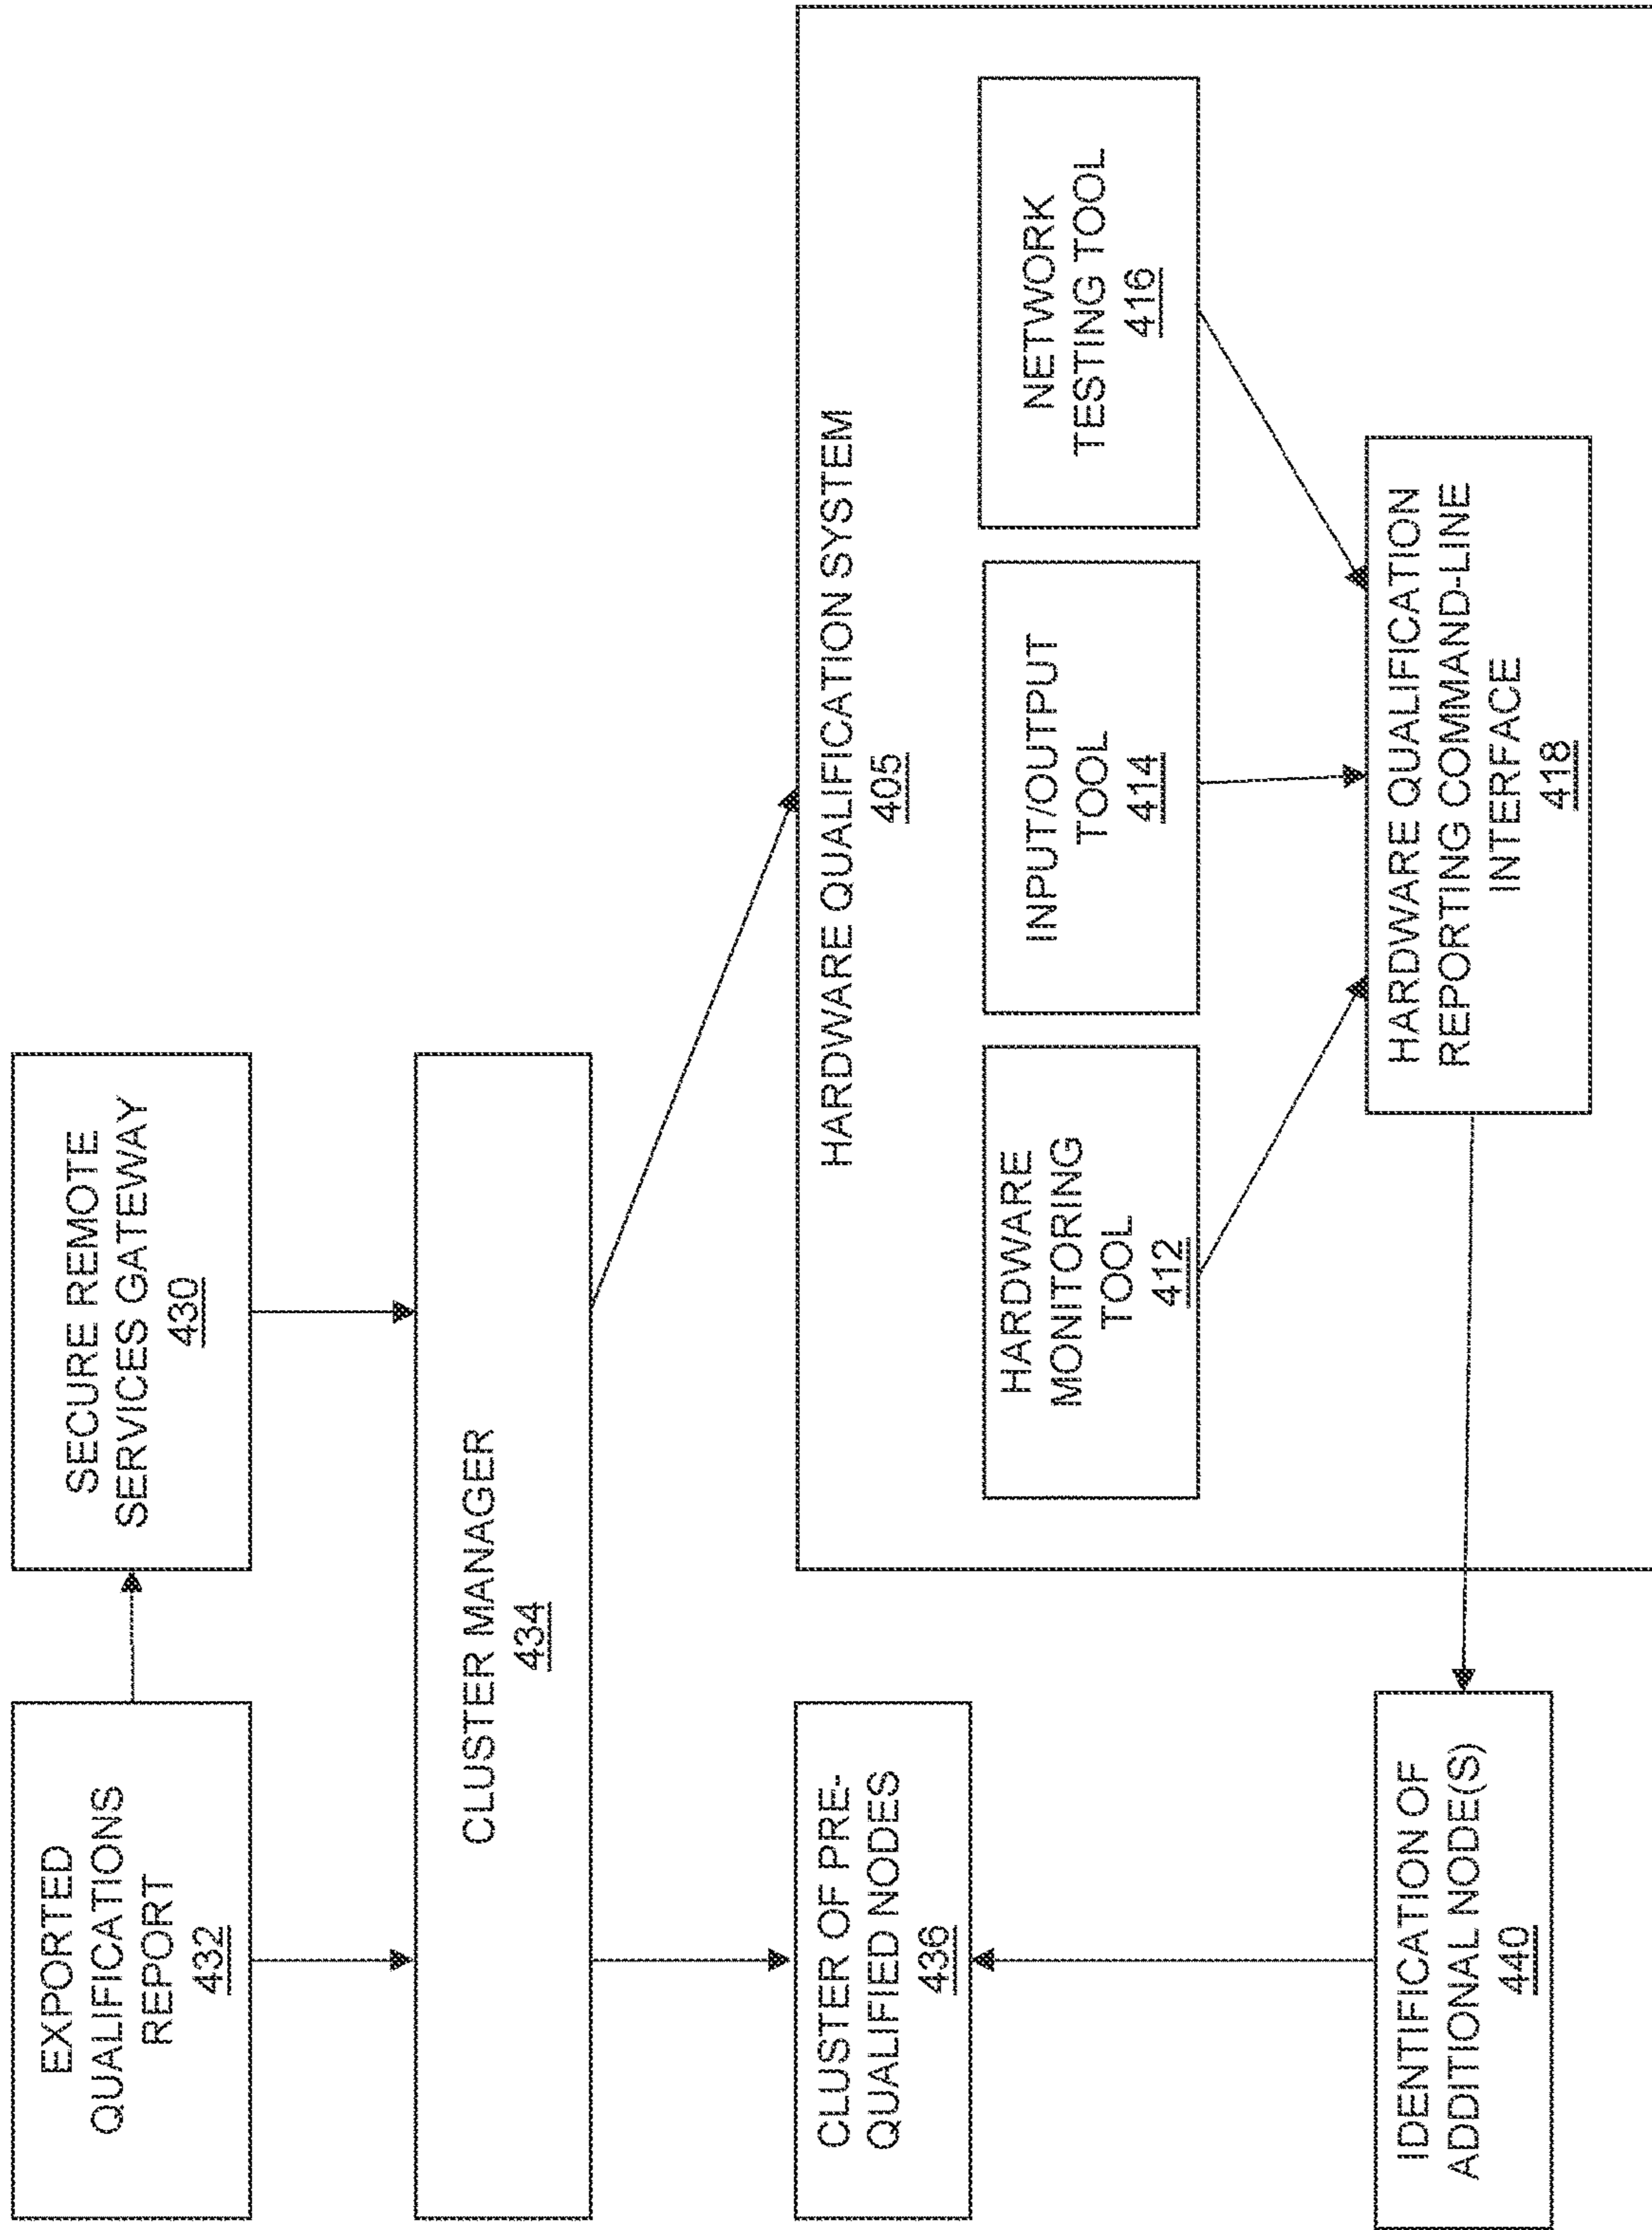 EXPORTED
QUALIFICATIONS
REPORT
432
SECURE REMOTE
SERVICES GATEWAY
430
CLUSTER MANAGER
434
CLUSTER OF PRE-
QUALIFIED NODES
436
HARDWARE QUALIFICATION SYSTEM
405
HARDWARE
MONITORING
TOOL
412
INPUT/OUTPUT
TOOL
414
NETWORK
TESTING TOOL
416
IDENTIFICATION OF
ADDITIONAL NODE(S)
440
HARDWARE QUALIFICATION
REPORTING COMMAND-LINE
INTERFACE
418